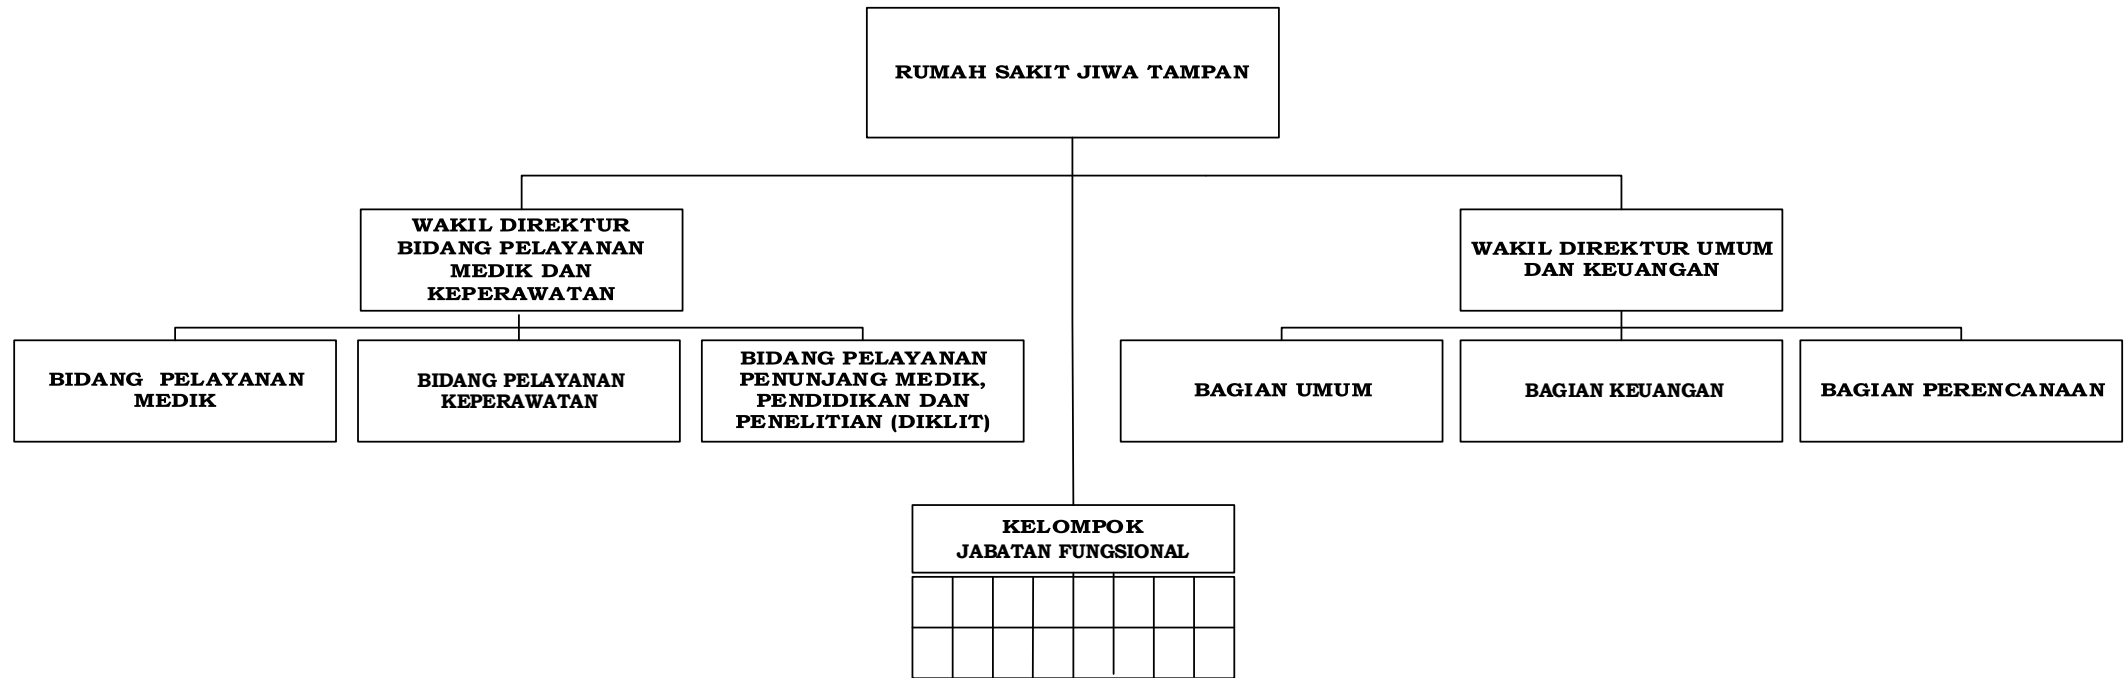 RUMAH SAKIT JIWA TAMPAN
WAKIL DIREKTUR
BIDANG PELAYANAN
MEDIK DAN
KEPERAWATAN
WAKIL DIREKTUR UMUM
DAN KEUANGAN
BIDANG PELAYANAN
MEDIK
BIDANG PELAYANAN
KEPERAWATAN
BIDANG PELAYANAN
PENUNJANG MEDIK,
PENDIDIKAN DAN
PENELITIAN (DIKLIT)
BAGIAN UMUM
BAGIAN KEUANGAN
BAGIAN PERENCANAAN
KELOMPOK
JABATAN FUNGSIONAL